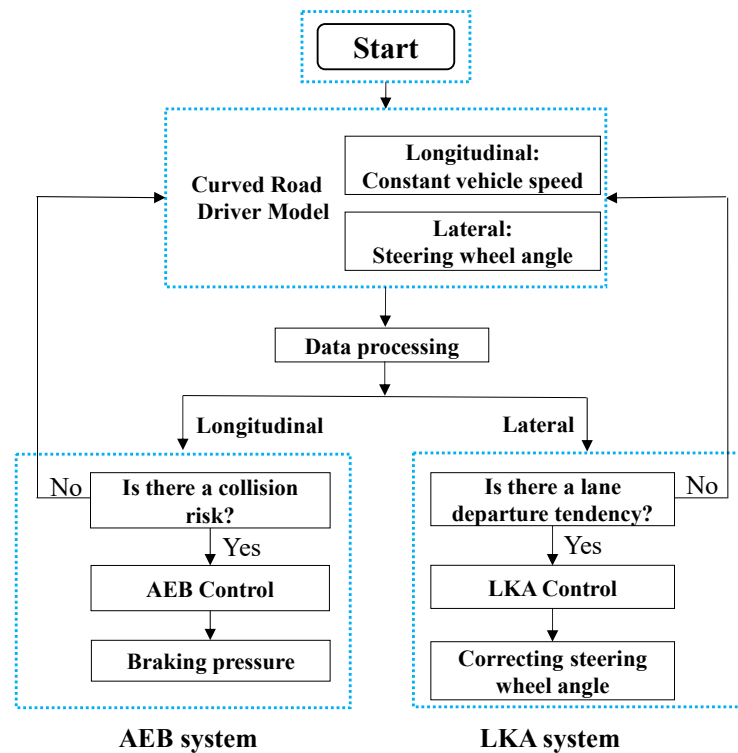 Start
Curved Road
Driver Model
Longitudinal:
Constant vehicle speed
Lateral:
Steering wheel angle
Data processing
Longitudinal
Lateral
No
Is there a collision
risk?
Yes
AEB Control
Braking pressure
AEB system
Is there a lane
departure tendency?
No
Yes
LKA Control
Correcting steering
wheel angle
LKA system